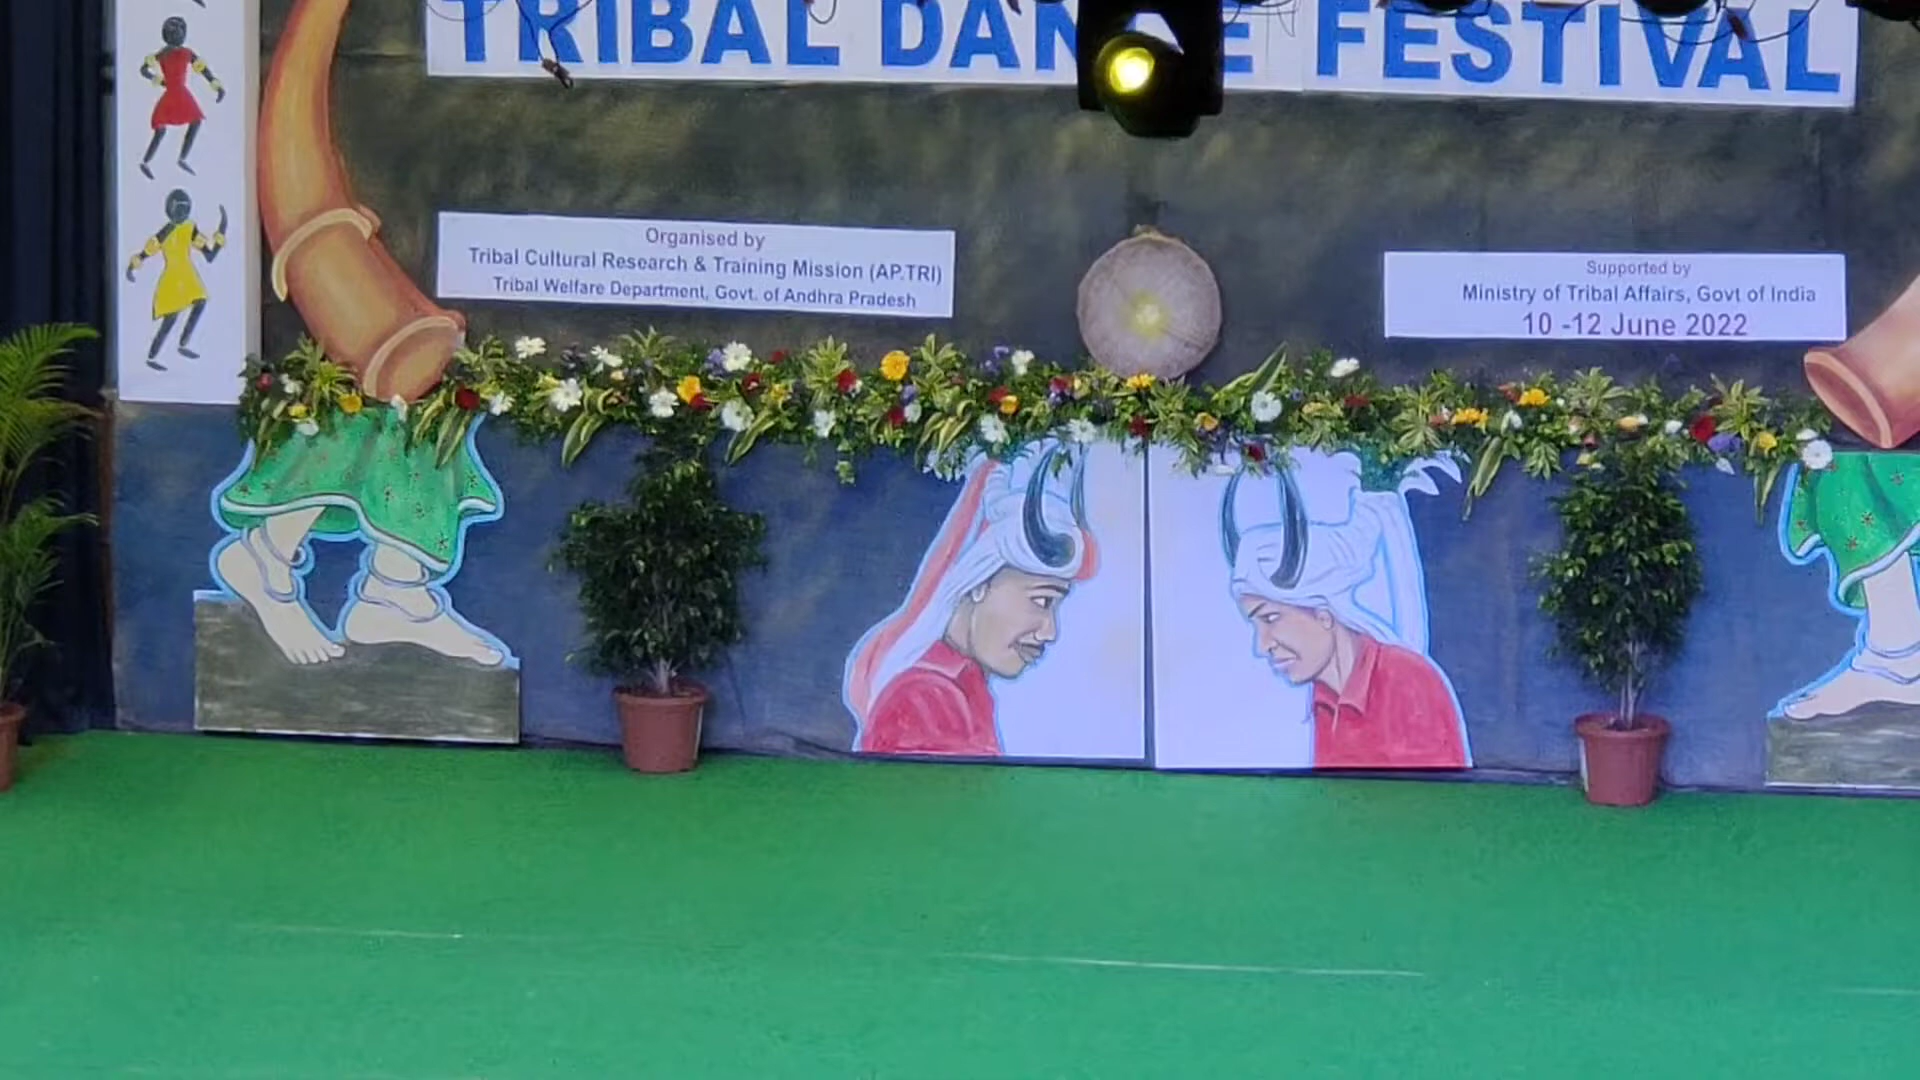 TRIBAL DANCE FESTIVAL
Organised by
Tribal Cultural Research & Training Mission (AP.TRI)
Tribal Welfare Department, Govt. of Andhra Pradesh
Supported by
Ministry of Tribal Affairs, Govt of India
10 -12 June 2022